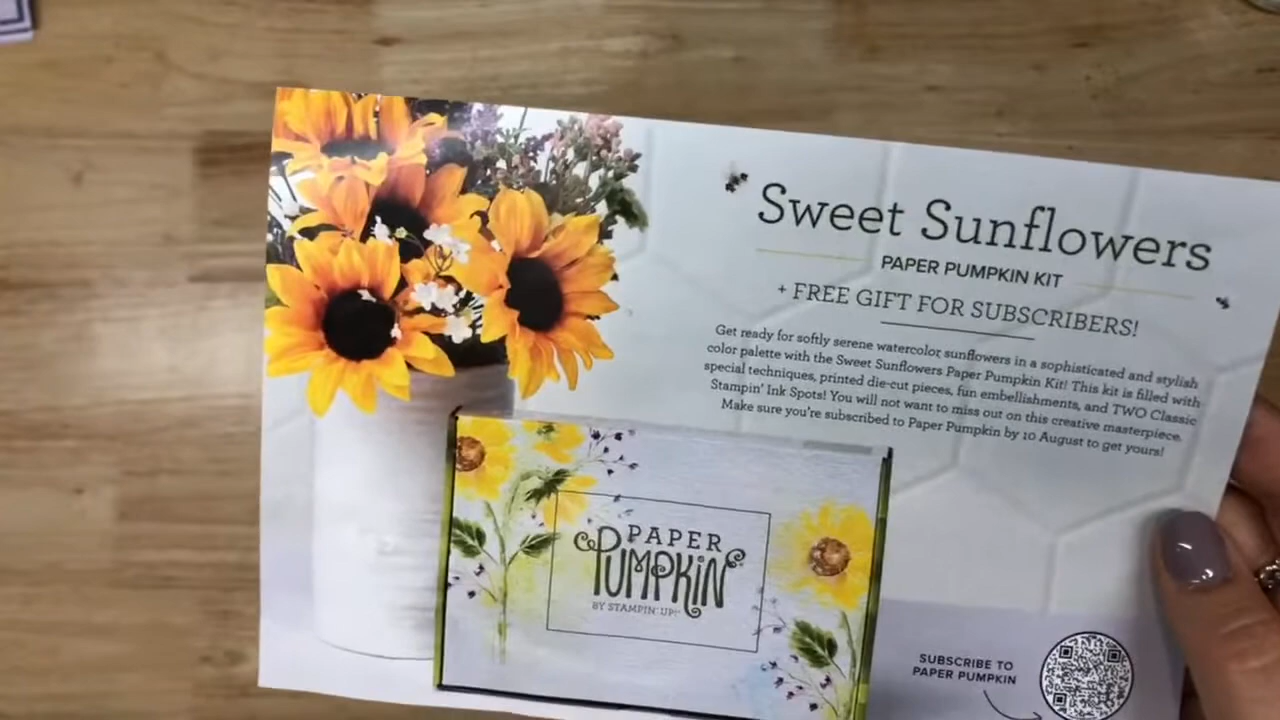 Sweet Sunflowers
PAPER PUMPKIN KIT
+ FREE GIFT FOR SUBSCRIBERS!
Get ready for softly serene watercolor sunflowers in a sophisticated and stylish
color palette with the Sweet Sunflowers Paper Pumpkin Kit! This kit is filled with
special techniques, printed die-cut pieces, fun embellishments, and TWO Classic
Stampin' Ink Spots! You will not want to miss out on this creative masterpiece.
Make sure you're subscribed to Paper Pumpkin by 10 August to get yours!
PAPER
PUMPKIN
BY STAMPIN' UP!
SUBSCRIBE TO
PAPER PUMPKIN